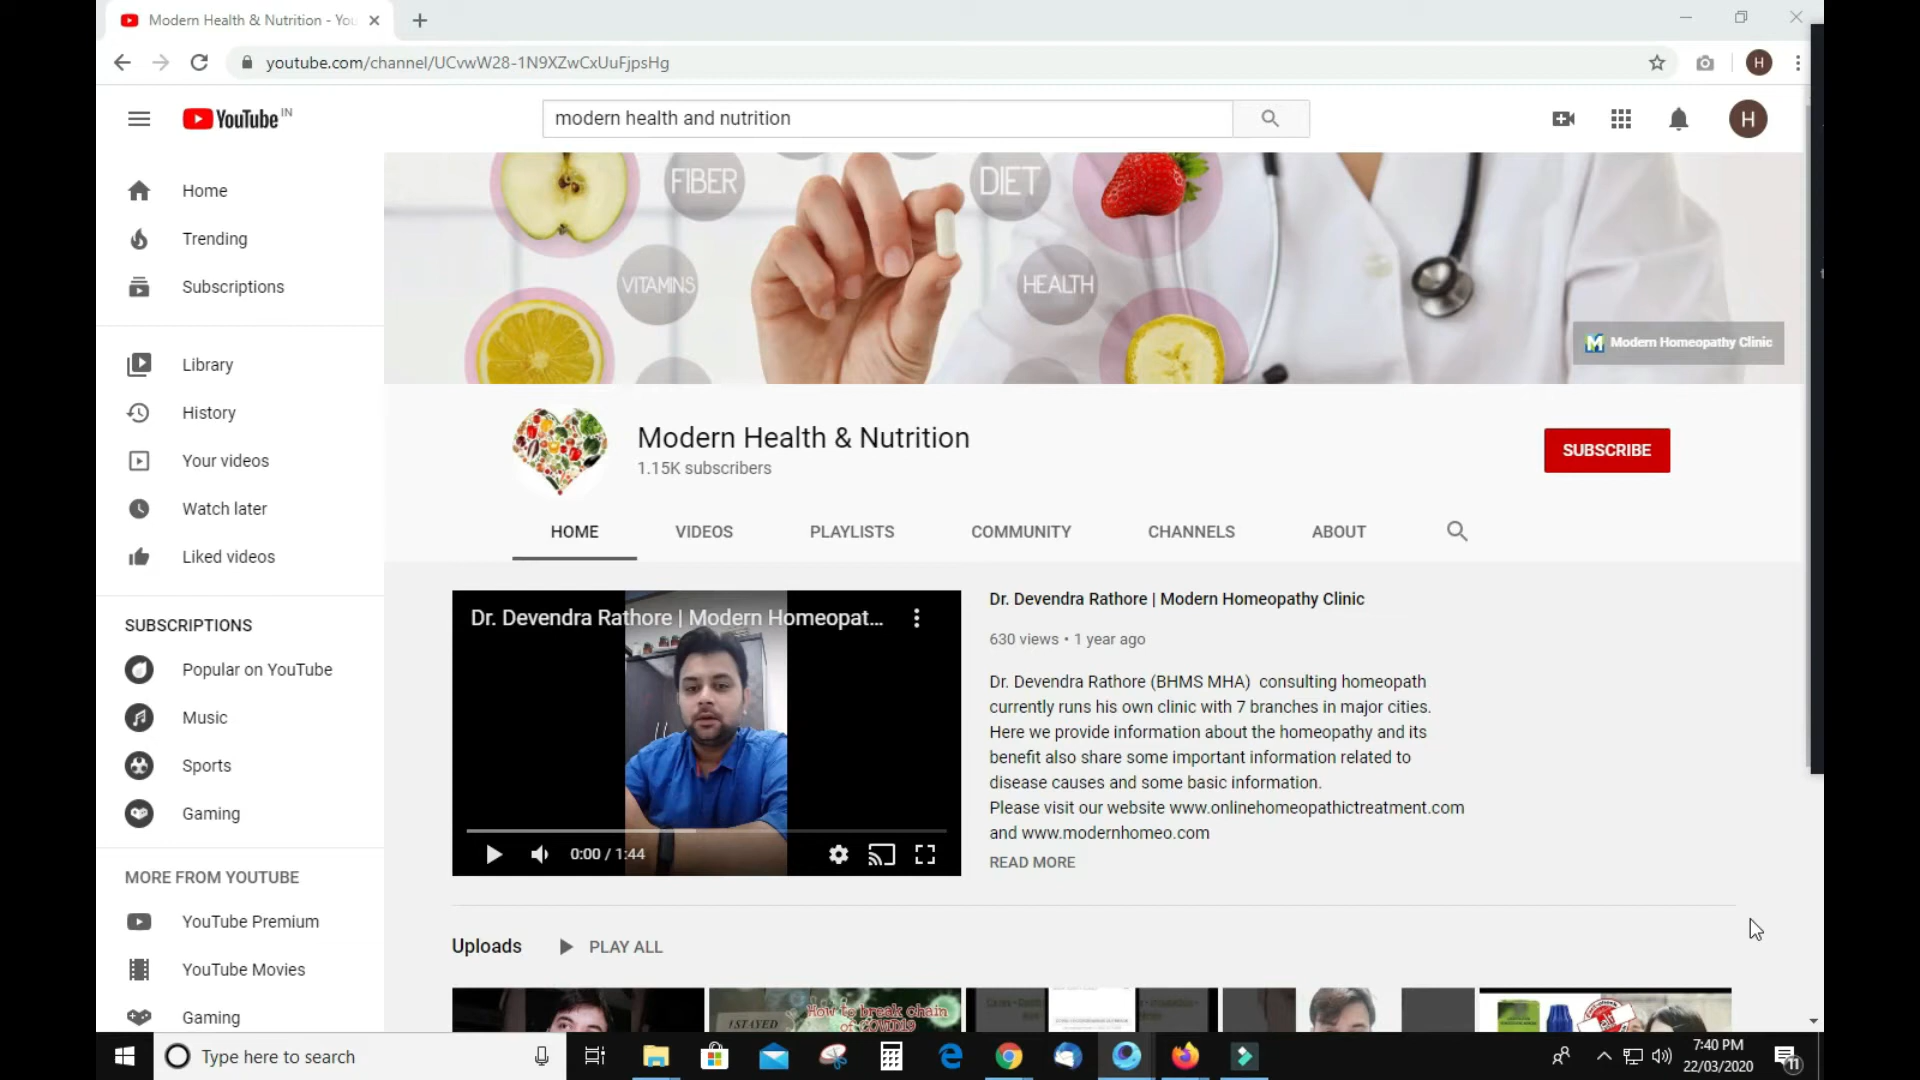 Modern Health & Nutrition - You
youtube.com/channel/UCvwW28-1N9XZwCxUuFjpsHg
H
YouTube IN
modern health and nutrition
H
Home
Trending
Subscriptions
Library
History
Your videos
Watch later
Liked videos
SUBSCRIPTIONS
Popular on YouTube
Music
Sports
Gaming
MORE FROM YOUTUBE
YouTube Premium
YouTube Movies
Gaming
FIBER
DIET
VITAMINS
HEALTH
Modern Homeopathy Clinic
Modern Health & Nutrition
1.15K subscribers
SUBSCRIBE
HOME VIDEOS PLAYLISTS COMMUNITY CHANNELS ABOUT
Dr. Devendra Rathore | Modern Homeopat...
0:00 / 1:44
Dr. Devendra Rathore | Modern Homeopathy Clinic
630 views • 1 year ago
Dr. Devendra Rathore (BHMS MHA) consulting homeopath
currently runs his own clinic with 7 branches in major cities.
Here we provide information about the homeopathy and its
benefit also share some important information related to
disease causes and some basic information.
Please visit our website www.onlinehomeopathictreatment.com
and www.modernhomeo.com
READ MORE
Uploads PLAY ALL
I STAYED
How to break chain
of COVID19
Type here to search
7:40 PM
22/03/2020
11